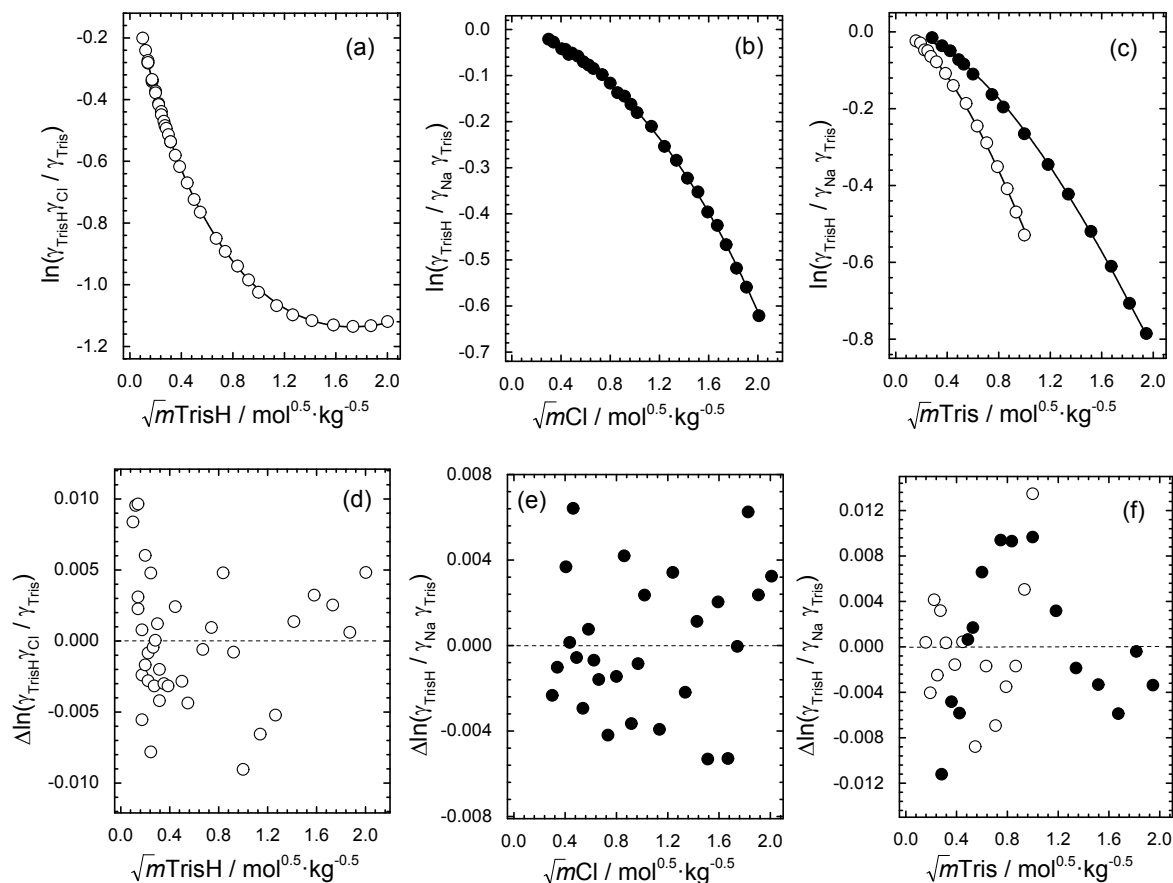 (a)
-0.2
-0.4
-0.6
-0.8
-1.0
-1.2
0.0 0.4 0.8 1.2 1.6 2.0
ln(γTrisHγCl / γTris)
√mTrisH / mol0.5·kg-0.5
(b)
0.0
-0.1
-0.2
-0.3
-0.4
-0.5
-0.6
-0.7
0.0 0.4 0.8 1.2 1.6 2.0
ln(γTrisH / γNa γTris)
√mCl / mol0.5·kg-0.5
(c)
0.0
-0.2
-0.4
-0.6
-0.8
0.0 0.4 0.8 1.2 1.6 2.0
ln(γTrisH / γNa γTris)
√mTris / mol0.5·kg-0.5
(d)
0.010
0.005
0.000
-0.005
-0.010
0.0 0.4 0.8 1.2 1.6 2.0
Δln(γTrisHγCl / γTris)
√mTrisH / mol0.5·kg-0.5
(e)
0.008
0.004
0.000
-0.004
-0.008
0.0 0.4 0.8 1.2 1.6 2.0
Δln(γTrisH / γNa γTris)
√mCl / mol0.5·kg-0.5
(f)
0.012
0.008
0.004
0.000
-0.004
-0.008
-0.012
0.0 0.4 0.8 1.2 1.6 2.0
Δln(γTrisH / γNa γTris)
√mTris / mol0.5·kg-0.5